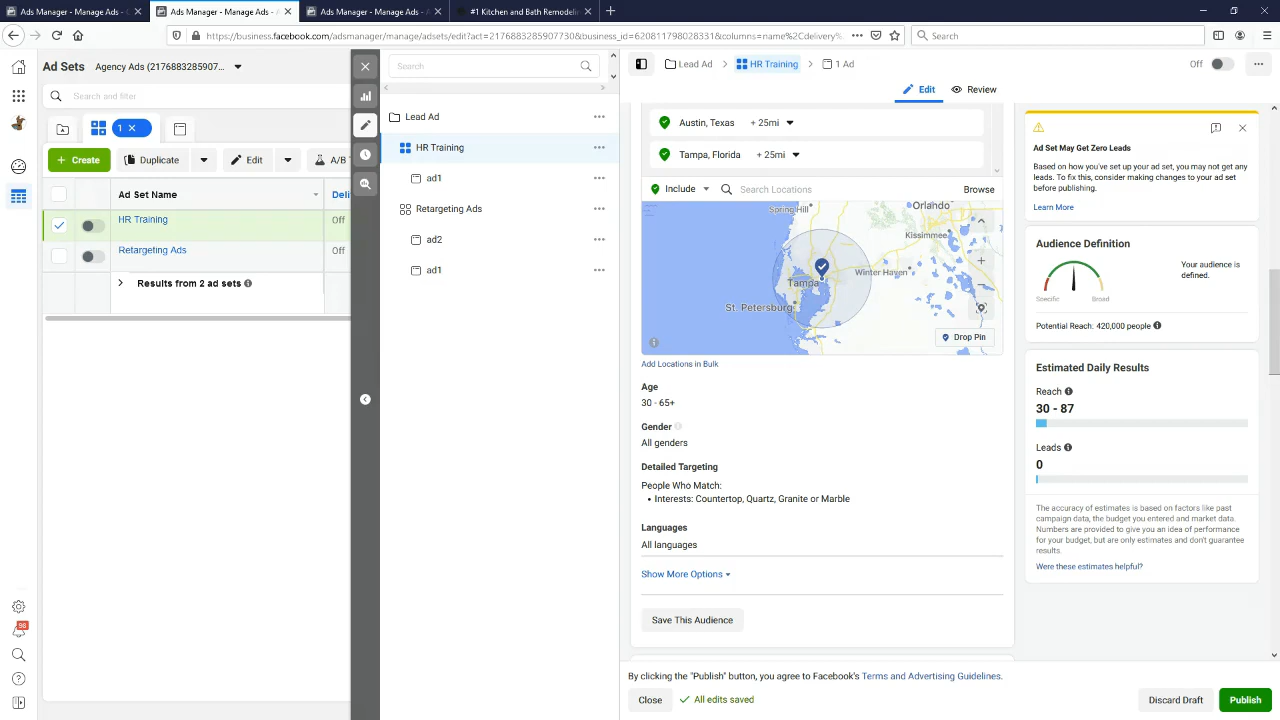 Ads Manager - Manage Ads - A
Ads Manager - Manage Ads - A
Ads Manager - Manage Ads - A
#1 Kitchen and Bath Remodelin
https://business.facebook.com/adsmanager/manage/adsets/edit?act=2176883285907730&business_id=620811798028331&columns=name%2Cdelivery%
Search
Ad Sets
Agency Ads (2176883285907...
Search and filter
1
Create
Duplicate
Edit
A/B T
Ad Set Name
Deliv
HR Training
Off
Retargeting Ads
Off
Results from 2 ad sets
98
Search
Lead Ad
HR Training
ad1
Retargeting Ads
ad2
ad1
Lead Ad
HR Training
1 Ad
Off
Edit
Review
Austin, Texas + 25mi
Tampa, Florida + 25mi
Include
Search Locations
Browse
Spring Hill
Orlando
Kissimmee
Winter Haven
Tampa
St. Petersburg
Drop Pin
Add Locations in Bulk
Age
30 - 65+
Gender
All genders
Detailed Targeting
People Who Match:
• Interests: Countertop, Quartz, Granite or Marble
Languages
All languages
Show More Options
Save This Audience
Ad Set May Get Zero Leads
Based on how you've set up your ad set, you may not get any
leads. To fix this, consider making changes to your ad set
before publishing.
Learn More
Audience Definition
Your audience is
defined.
Specific
Broad
Potential Reach: 420,000 people
Estimated Daily Results
Reach
30 - 87
Leads
0
The accuracy of estimates is based on factors like past
campaign data, the budget you entered and market data.
Numbers are provided to give you an idea of performance
for your budget, but are only estimates and don't guarantee
results.
Were these estimates helpful?
By clicking the "Publish" button, you agree to Facebook's Terms and Advertising Guidelines.
Close
All edits saved
Discard Draft
Publish